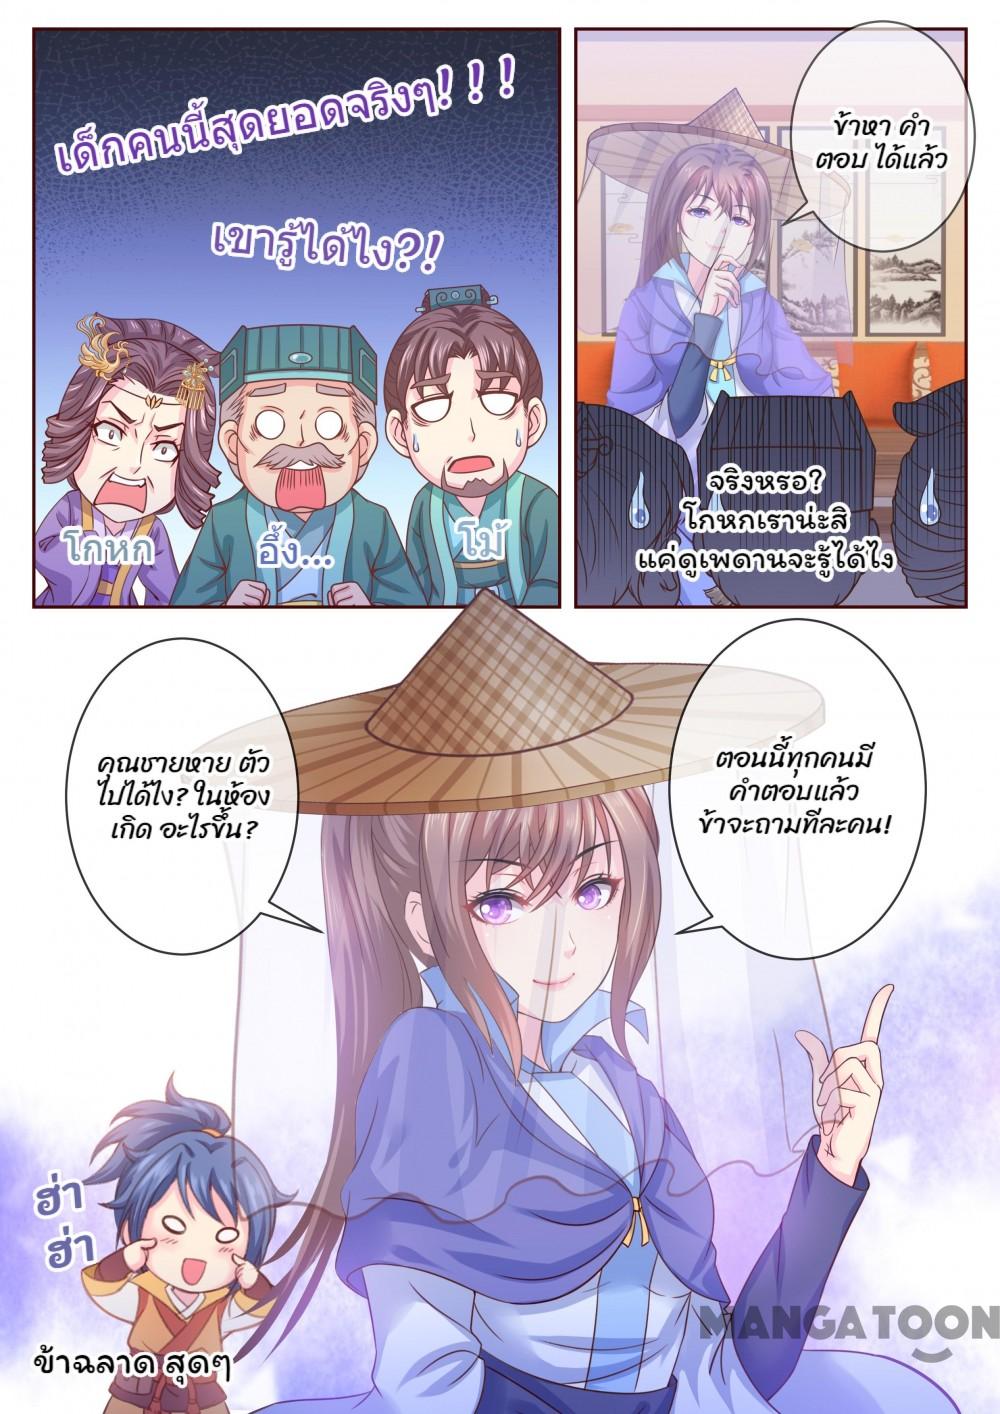 เด็กคนนี้สุดยอดจริงๆ!!!
เขารู้ได้ไง?!
โกหก
อึ้ง...
โม้
ข้าหา คำ
ตอบ ได้แล้ว
จริงหรอ?
โกหกเราน่ะสิ
แค่ดูเพดานจะรู้ได้ไง
คุณชายหาย ตัว
ไปได้ไง? ในห้อง
เกิด อะไรขึ้น?
ตอนนี้ทุกคนมี
คำตอบแล้ว
ข้าจะถามทีละคน!
ฮ่า
ฮ่า
ข้าฉลาด สุดๆ
MANGATOON